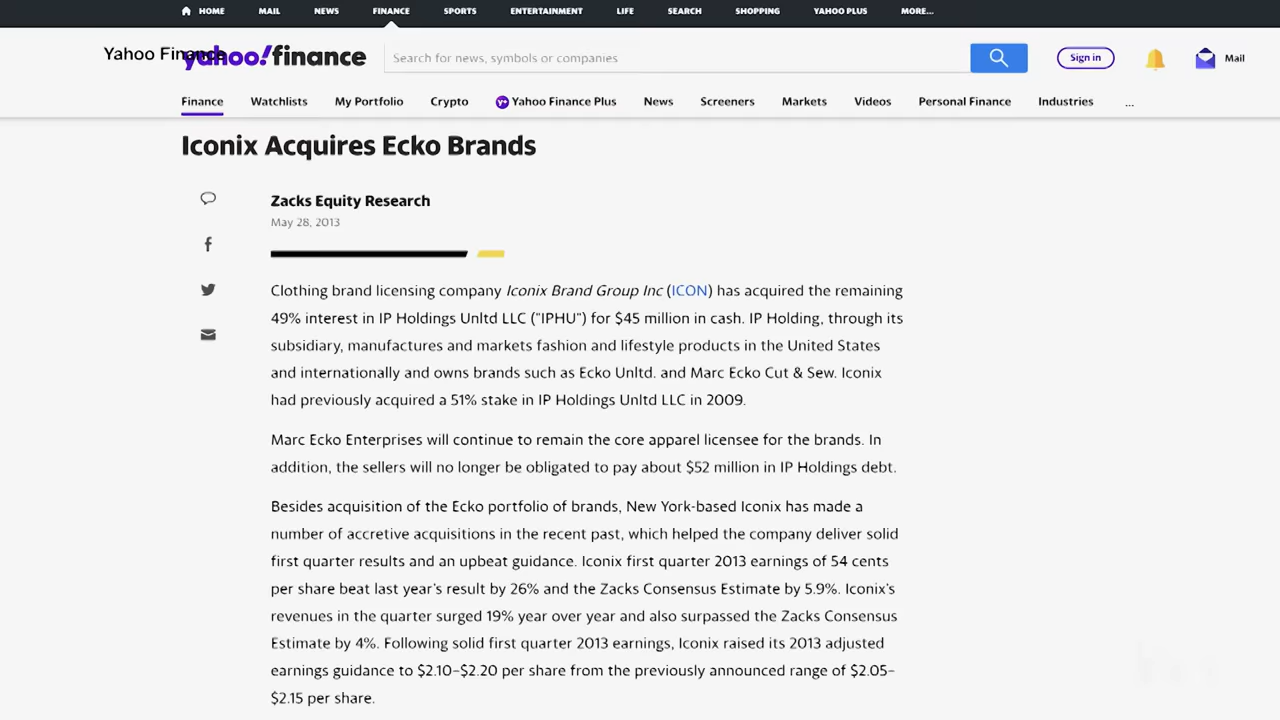 HOME MAIL NEWS FINANCE SPORTS ENTERTAINMENT LIFE SEARCH SHOPPING YAHOO PLUS MORE...
Yahoo Finance
yahoo!finance
Search for news, symbols or companies
Sign in
Mail
Finance Watchlists My Portfolio Crypto Y+ Yahoo Finance Plus News Screeners Markets Videos Personal Finance Industries ...
Iconix Acquires Ecko Brands
Zacks Equity Research
May 28, 2013
Clothing brand licensing company Iconix Brand Group Inc (ICON) has acquired the remaining
49% interest in IP Holdings Unltd LLC ("IPHU") for $45 million in cash. IP Holding, through its
subsidiary, manufactures and markets fashion and lifestyle products in the United States
and internationally and owns brands such as Ecko Unltd. and Marc Ecko Cut & Sew. Iconix
had previously acquired a 51% stake in IP Holdings Unltd LLC in 2009.
Marc Ecko Enterprises will continue to remain the core apparel licensee for the brands. In
addition, the sellers will no longer be obligated to pay about $52 million in IP Holdings debt.
Besides acquisition of the Ecko portfolio of brands, New York-based Iconix has made a
number of accretive acquisitions in the recent past, which helped the company deliver solid
first quarter results and an upbeat guidance. Iconix first quarter 2013 earnings of 54 cents
per share beat last year's result by 26% and the Zacks Consensus Estimate by 5.9%. Iconix's
revenues in the quarter surged 19% year over year and also surpassed the Zacks Consensus
Estimate by 4%. Following solid first quarter 2013 earnings, Iconix raised its 2013 adjusted
earnings guidance to $2.10–$2.20 per share from the previously announced range of $2.05–
$2.15 per share.